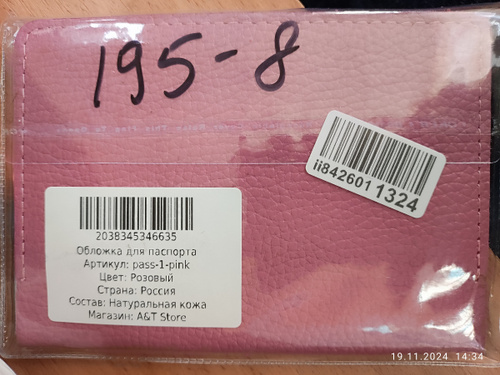 195-8
ii8426011324
2038345346635
Обложка для паспорта
Артикул: pass-1-pink
Цвет: Розовый
Страна: Россия
Состав: Натуральная кожа
Магазин: A&T Store
19.11.2024 14:34